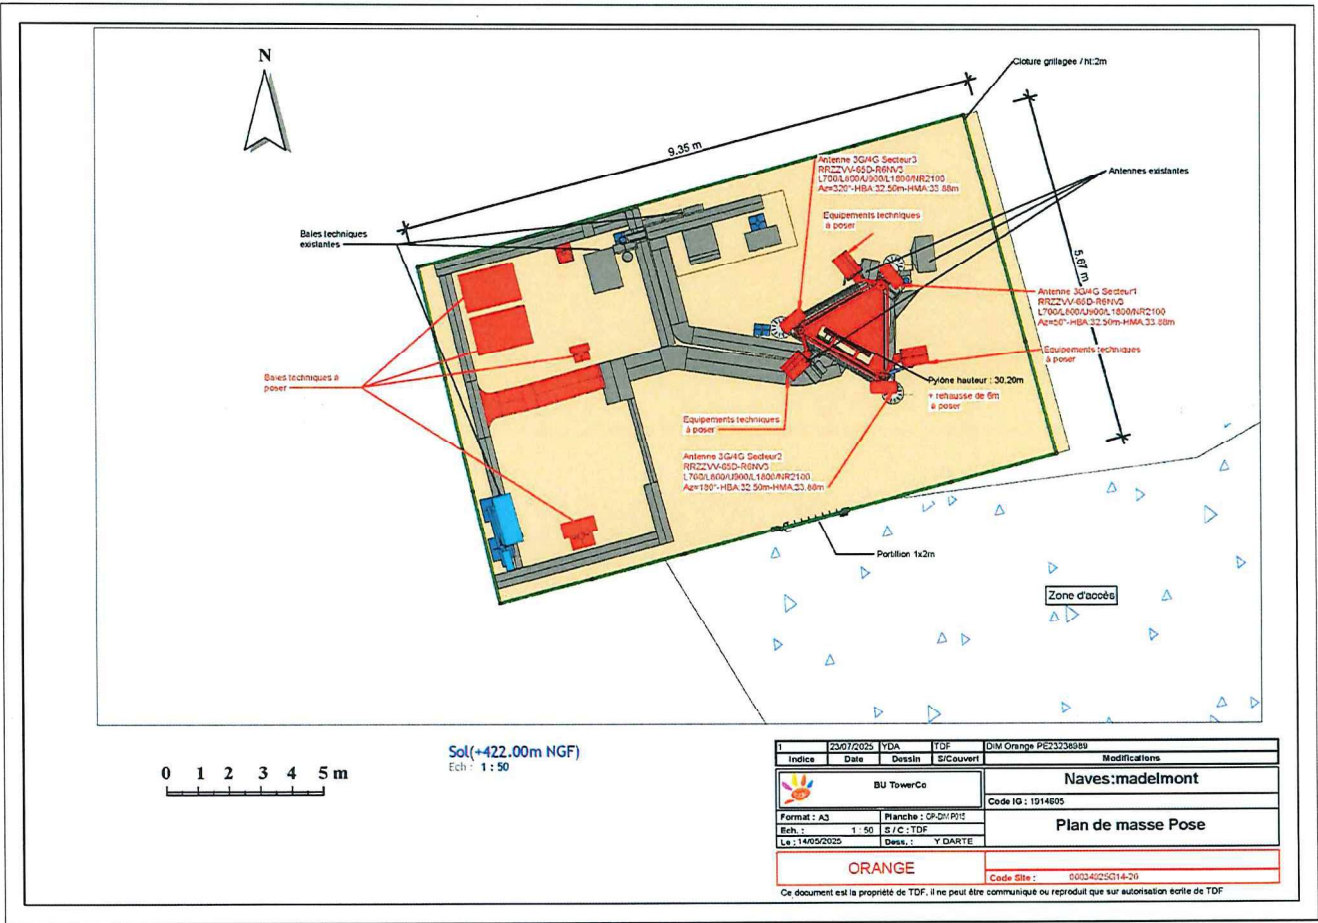 N
Cloture grillagée / ht:2m
9.35 m
Antenne 3G/4G Secteur3
RRZZVV-65D-R6NV3
L700/L800/U900/L1800/NR2100
Az=320°-HBA:32.50m-HMA:33.88m
Antennes existantes
Equipements techniques
à poser
Baies techniques
existantes
5,67 m
Antenne 3G/4G Secteur1
RRZZVV-65D-R6NV3
L700/L800/U900/L1800/NR2100
Az=50°-HBA:32.50m-HMA:33.88m
Equipements techniques
à poser
Baies techniques à
poser
Pylône hauteur : 30,20m
+ rehausse de 6m
à poser
Equipements techniques
à poser
Antenne 3G/4G Secteur2
RRZZVV-65D-R6NV3
L700/L800/U900/L1800/NR2100
Az=180°-HBA:32.50m-HMA:33.88m
Portillion 1x2m
Zone d'accès
Sol(+422.00m NGF)
Ech : 1 : 50
0 1 2 3 4 5 m
1 23/07/2025 YDA TDF DIM Orange PE23238989
Indice Date Dessin S/Couvert Modifications
BU TowerCo
Naves:madelmont
Code IG : 1914605
Format : A3 Planche :
Ech. : 1 : 50 S / C : TDF
Plan de masse Pose
Le : 14/05/2025 Dess. : Y DARTE
ORANGE
Code Site :
Ce document est la propriété de TDF, il ne peut être communiqué ou reproduit que sur autorisation écrite de TDF